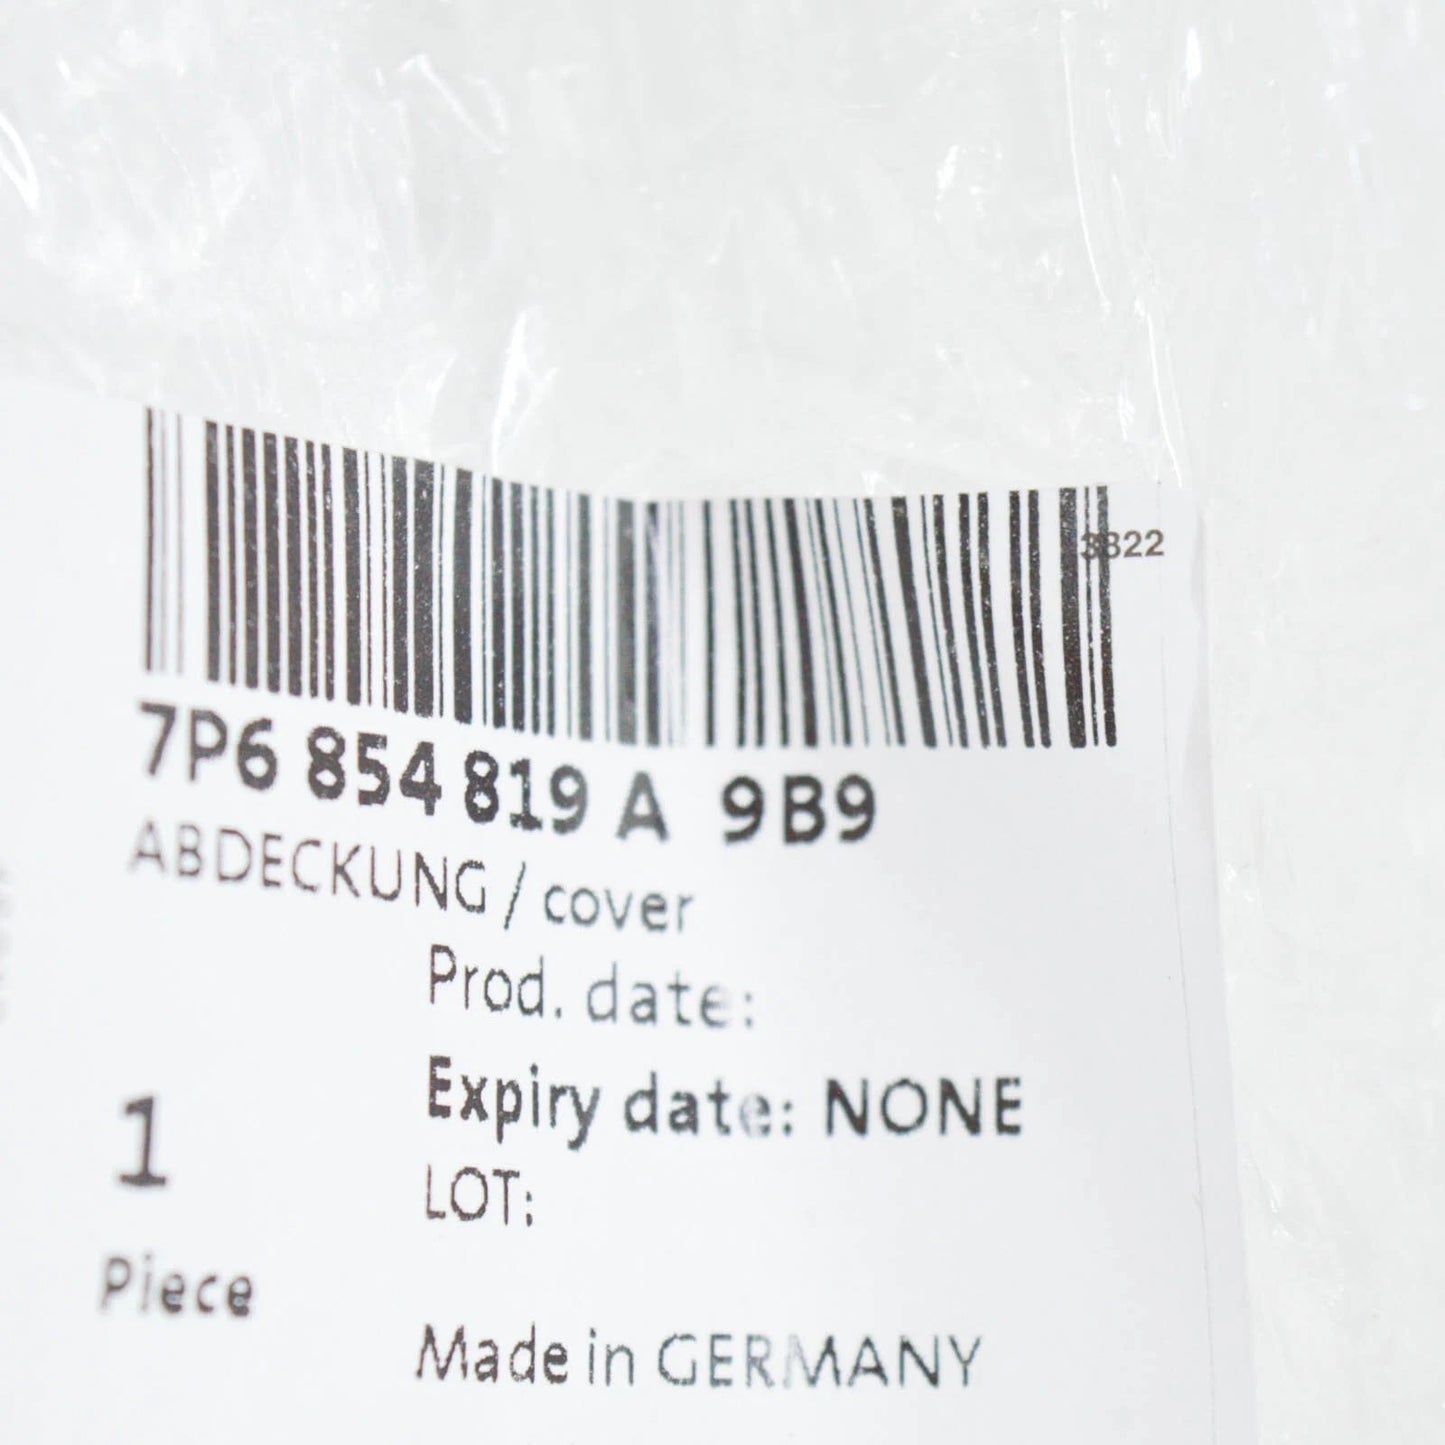 3822
7P6 854 819 A 9B9
ABDECKUNG / cover
Prod. date:
Expiry date: NONE
LOT:
1
Piece
Made in GERMANY